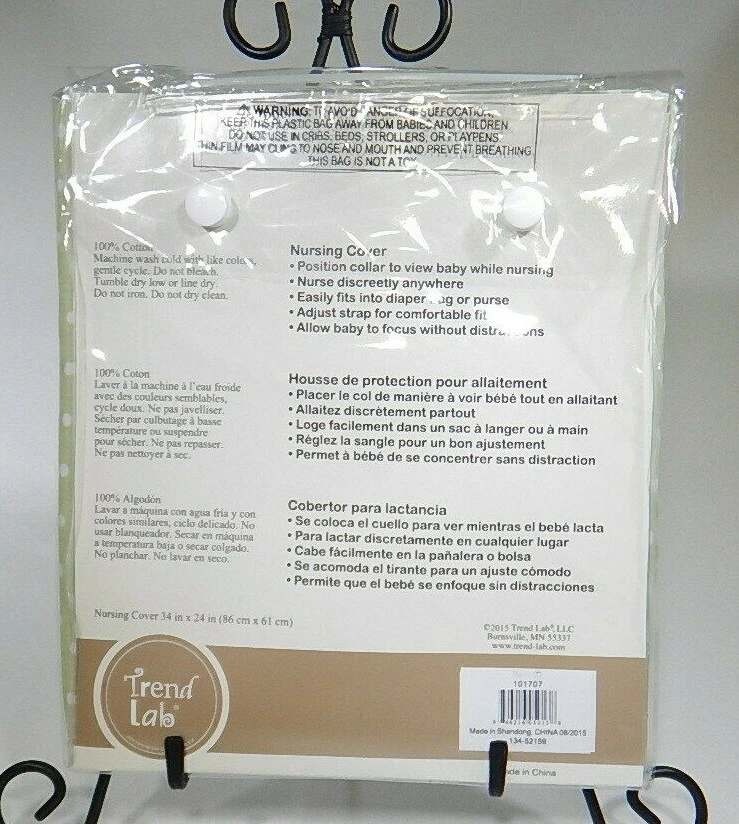 WARNING: TO AVOID DANGER OF SUFFOCATION,
KEEP THIS PLASTIC BAG AWAY FROM BABIES AND CHILDREN
DO NOT USE IN CRIBS, BEDS, STROLLERS, OR PLAYPENS
THIN FILM MAY CLING TO NOSE AND MOUTH AND PREVENT BREATHING
THIS BAG IS NOT A TOY
100% Cotton
Machine wash cold with like colors,
gentle cycle. Do not bleach.
Tumble dry low or line dry.
Do not iron. Do not dry clean.
Nursing Cover
• Position collar to view baby while nursing
• Nurse discreetly anywhere
• Easily fits into diaper bag or purse
• Adjust strap for comfortable fit
• Allow baby to focus without distractions
100% Coton
Laver à la machine à l'eau froide
avec des couleurs semblables,
cycle doux. Ne pas javelliser.
Sécher par culbutage à basse
température ou suspendre
pour sécher. Ne pas repasser.
Ne pas nettoyer à sec.
Housse de protection pour allaitement
• Placer le col de manière à voir bébé tout en allaitant
• Allaitez discrètement partout
• Loge facilement dans un sac à langer ou à main
• Réglez la sangle pour un bon ajustement
• Permet à bébé de se concentrer sans distraction
100% Algodón
Lavar a máquina con agua fría y con
colores similares, ciclo delicado. No
usar blanqueador. Secar en máquina
a temperatura baja o secar colgado.
No planchar. No lavar en seco.
Cobertor para lactancia
• Se coloca el cuello para ver mientras el bebé lacta
• Para lactar discretamente en cualquier lugar
• Cabe fácilmente en la pañalera o bolsa
• Se acomoda el tirante para un ajuste cómodo
• Permite que el bebé se enfoque sin distracciones
Nursing Cover 34 in x 24 in (86 cm x 61 cm)
©2015 Trend Lab®, LLC
Burnsville, MN 55337
www.trend-lab.com
Trend
Lab®
101707
Made in Shandong, CHINA 08/2015
134-52159
Made in China